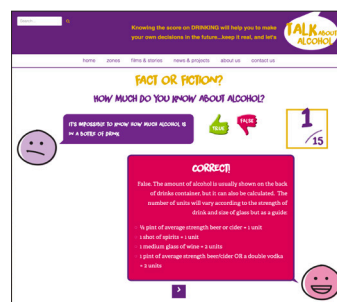 Search...
Knowing the score on DRINKING will help you to make
your own decisions in the future...keep it real, and let's
TALK ABOUT
ALCOHOL
home zones films & stories news & projects about us contact us
FACT OR FICTION?
HOW MUCH DO YOU KNOW ABOUT ALCOHOL?
IT'S IMPOSSIBLE TO KNOW HOW MUCH ALCOHOL IS
IN A BOTTLE OF DRINK
TRUE
FALSE
1
/15
CORRECT!
False. The amount of alcohol is usually shown on the back
of drinks container, but it can also be calculated. The
number of units will vary according to the strength of
drink and size of glass but as a guide:
½ pint of average strength beer or cider = 1 unit
1 shot of spirits = 1 unit
1 medium glass of wine = 2 units
1 pint of average strength beer/cider OR a double vodka
= 2 units
>